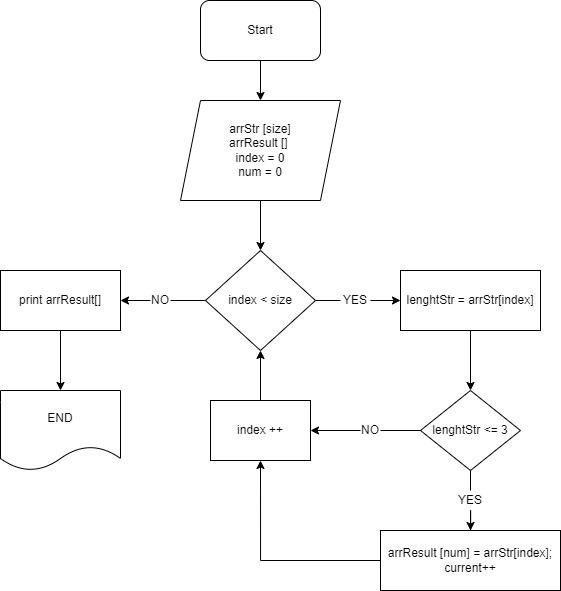 Start
arrStr [size]
arrResult []
index = 0
num = 0
index < size
NO
YES
print arrResult[]
lenghtStr = arrStr[index]
END
index ++
NO
lenghtStr <= 3
YES
arrResult [num] = arrStr[index];
current++